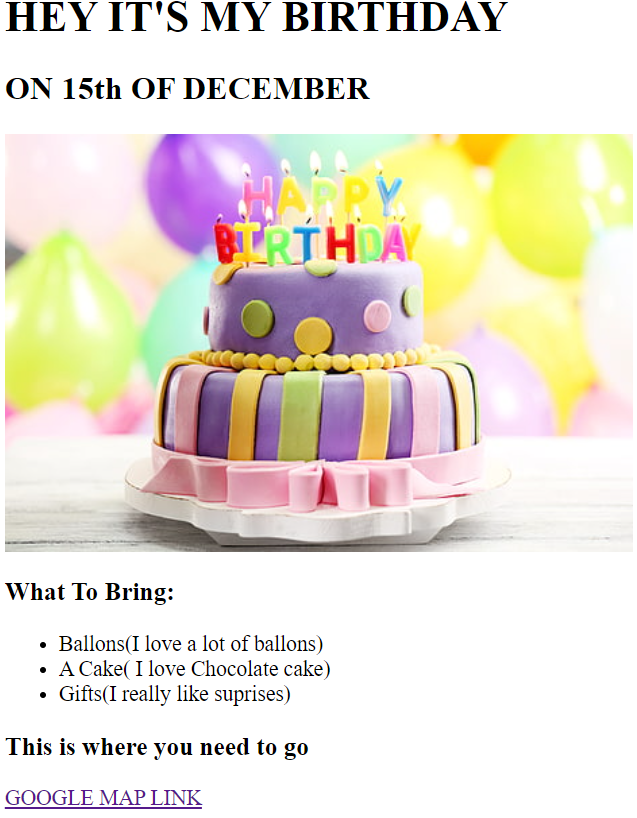 HEY IT'S MY BIRTHDAY
ON 15th OF DECEMBER
HAPPY
BIRTHDAY
What To Bring:
Ballons(I love a lot of ballons)
A Cake( I love Chocolate cake)
Gifts(I really like suprises)
This is where you need to go
GOOGLE MAP LINK